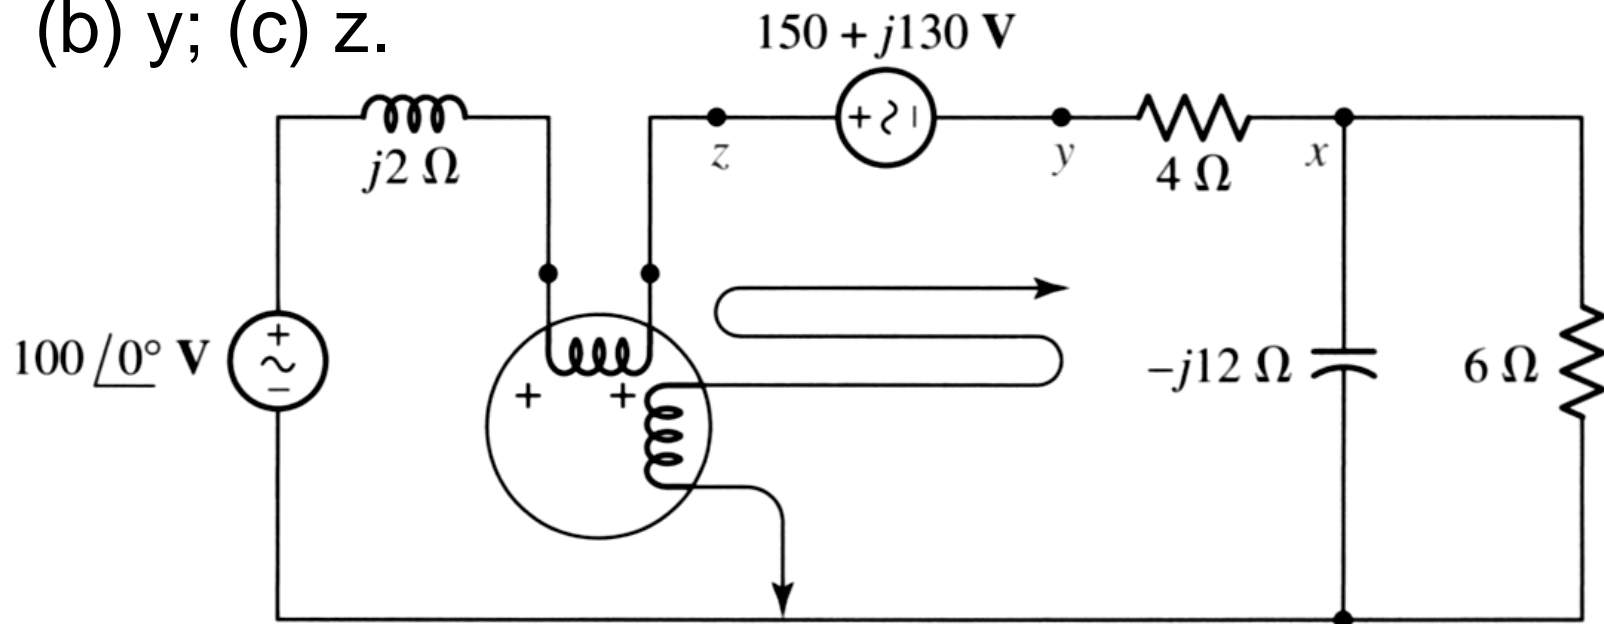 (b) y; (c) z.
150 + j130 V
+ ~ −
j2 Ω
z
y
4 Ω
x
100 /0° V
+
~
−
+ +
−j12 Ω
6 Ω